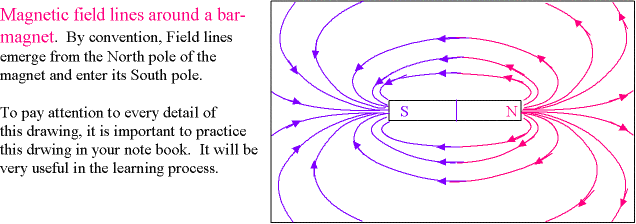 Magnetic field lines around a bar-
magnet. By convention, Field lines
emerge from the North pole of the
magnet and enter its South pole.
To pay attention to every detail of
this drawing, it is important to practice
this drwing in your note book. It will be
very useful in the learning process.
S N